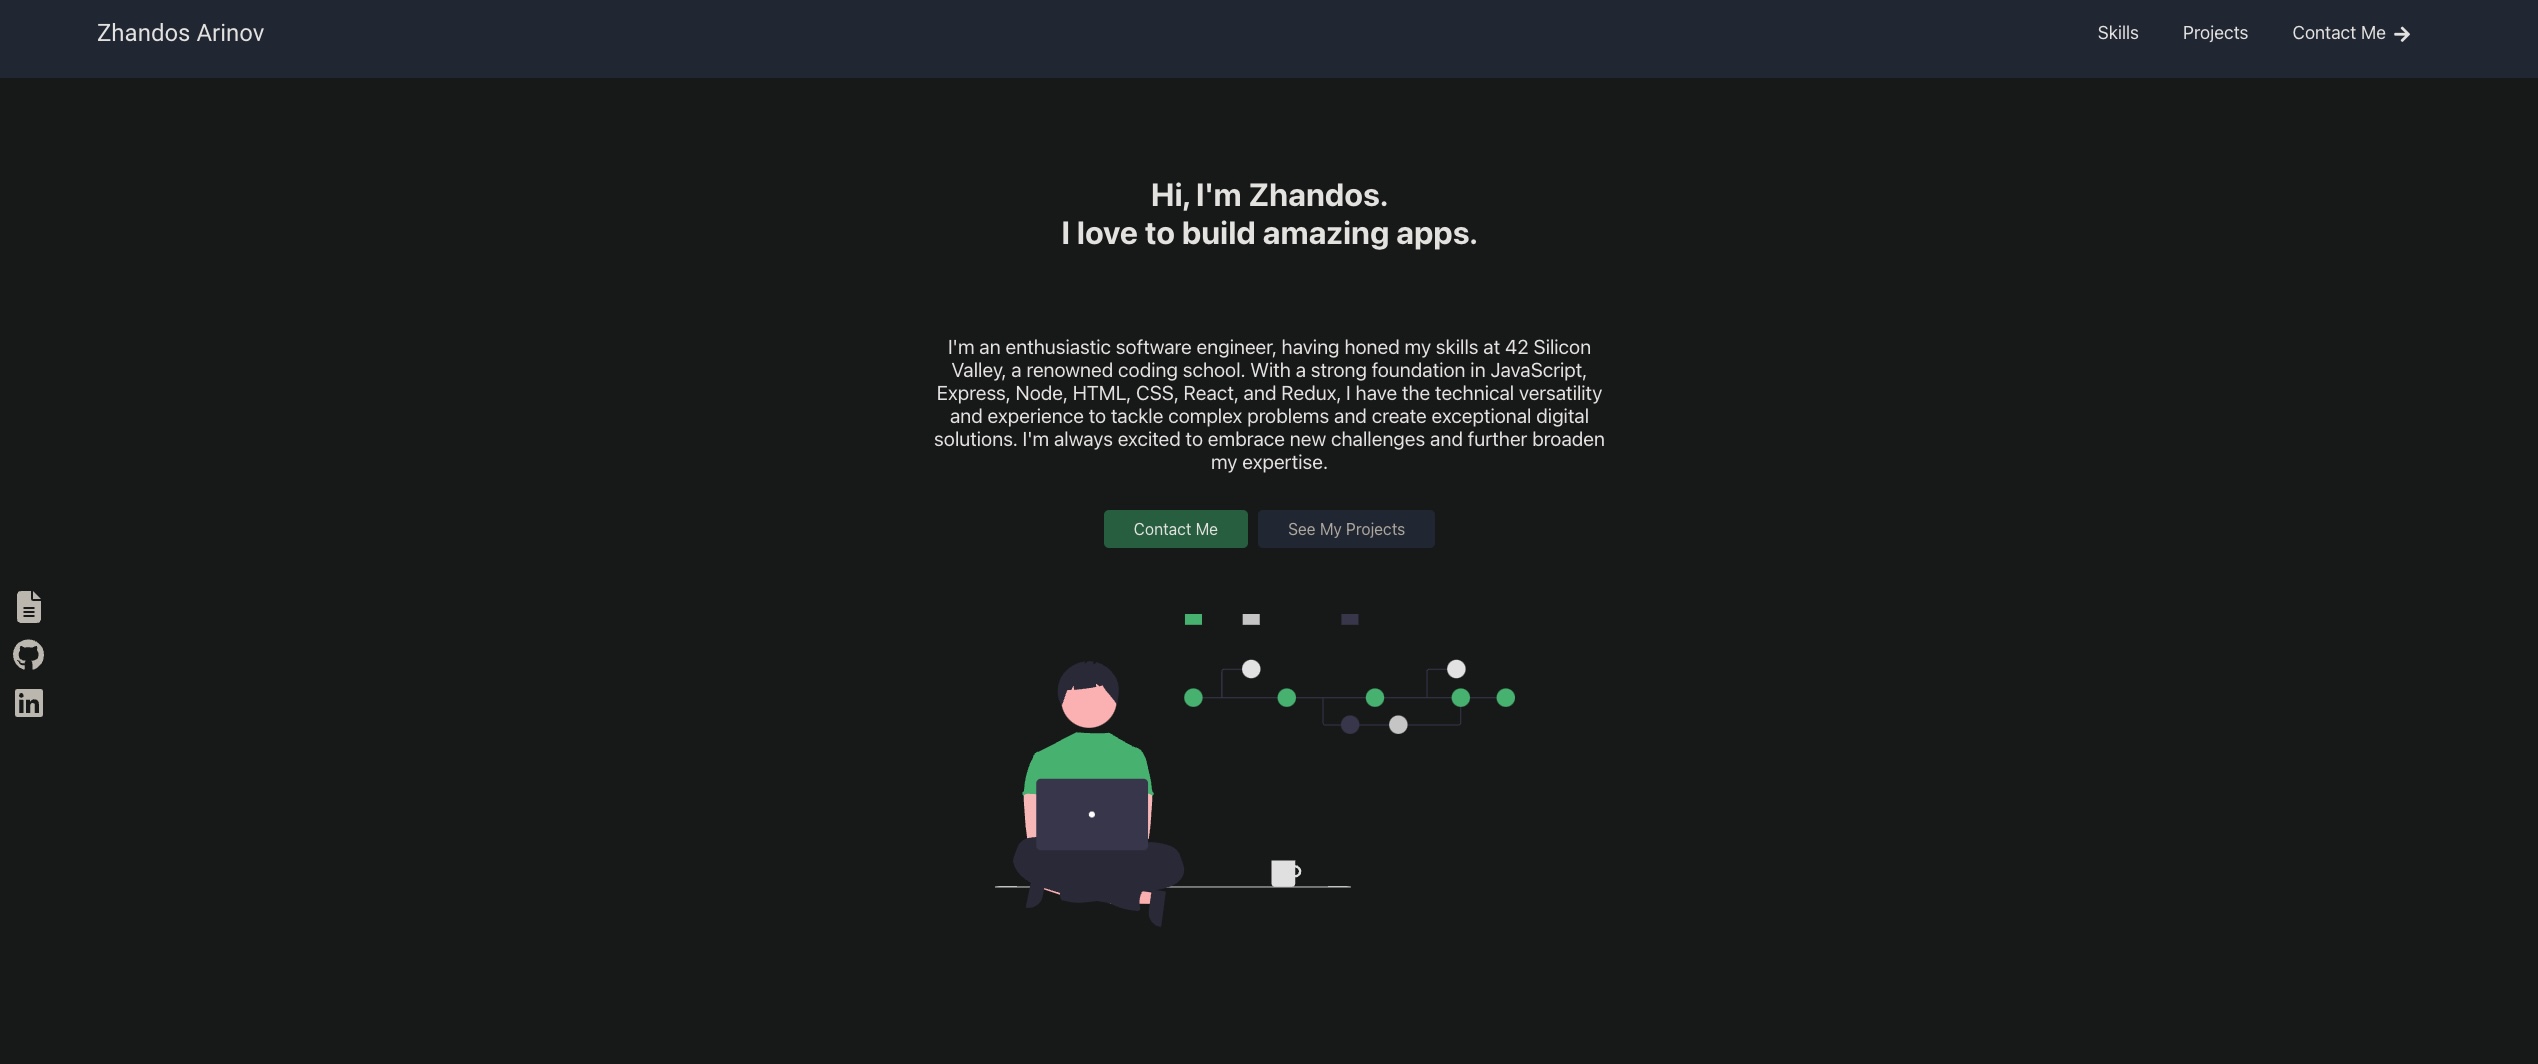 Zhandos Arinov
Skills
Projects
Contact Me
Hi, I'm Zhandos.
I love to build amazing apps.
I'm an enthusiastic software engineer, having honed my skills at 42 Silicon
Valley, a renowned coding school. With a strong foundation in JavaScript,
Express, Node, HTML, CSS, React, and Redux, I have the technical versatility
and experience to tackle complex problems and create exceptional digital
solutions. I'm always excited to embrace new challenges and further broaden
my expertise.
Contact Me
See My Projects
in